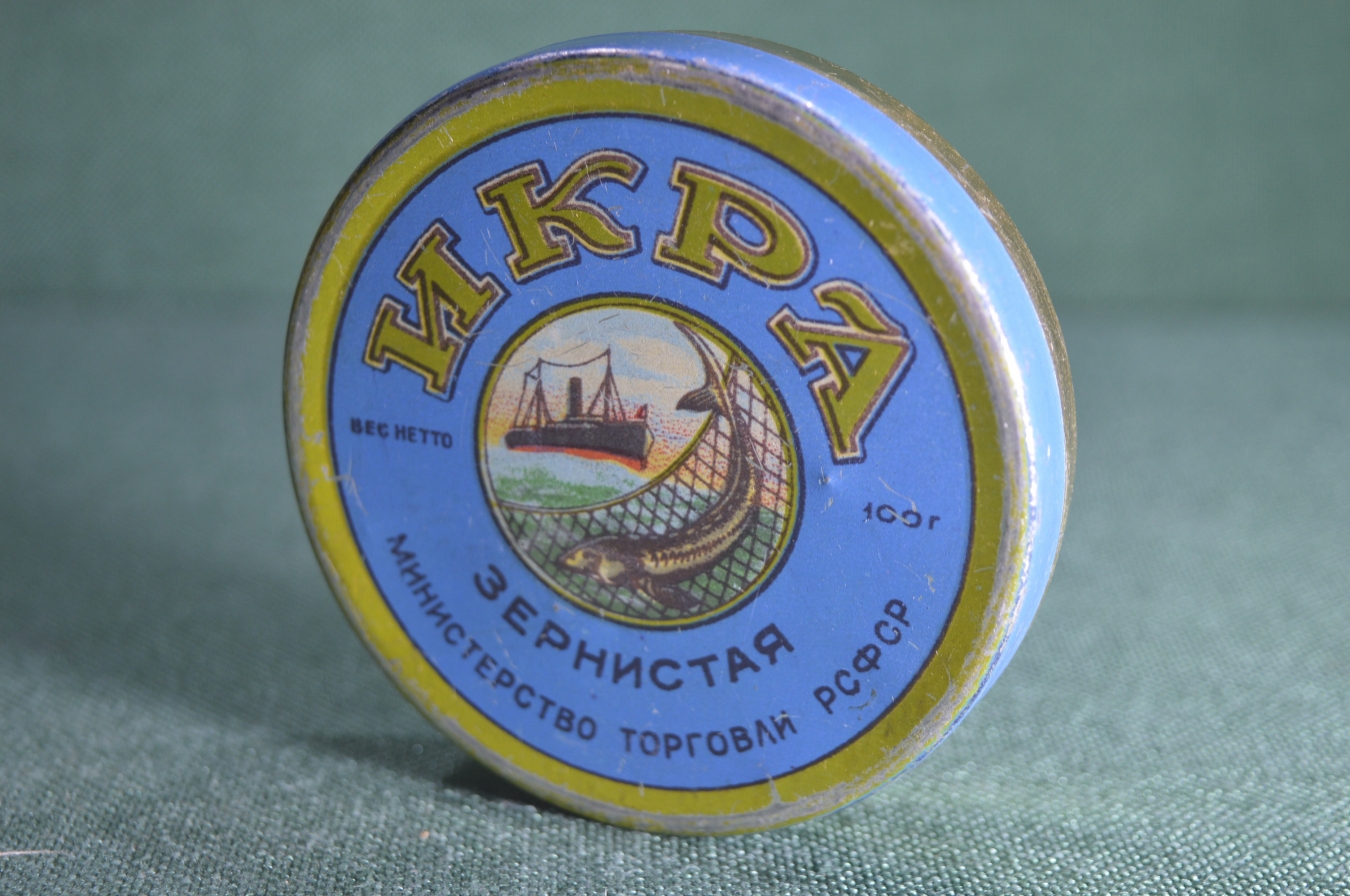 ИКРА
ВЕС НЕТТО 100 г
ЗЕРНИСТАЯ
МИНИСТЕРСТВО ТОРГОВЛИ РСФСР